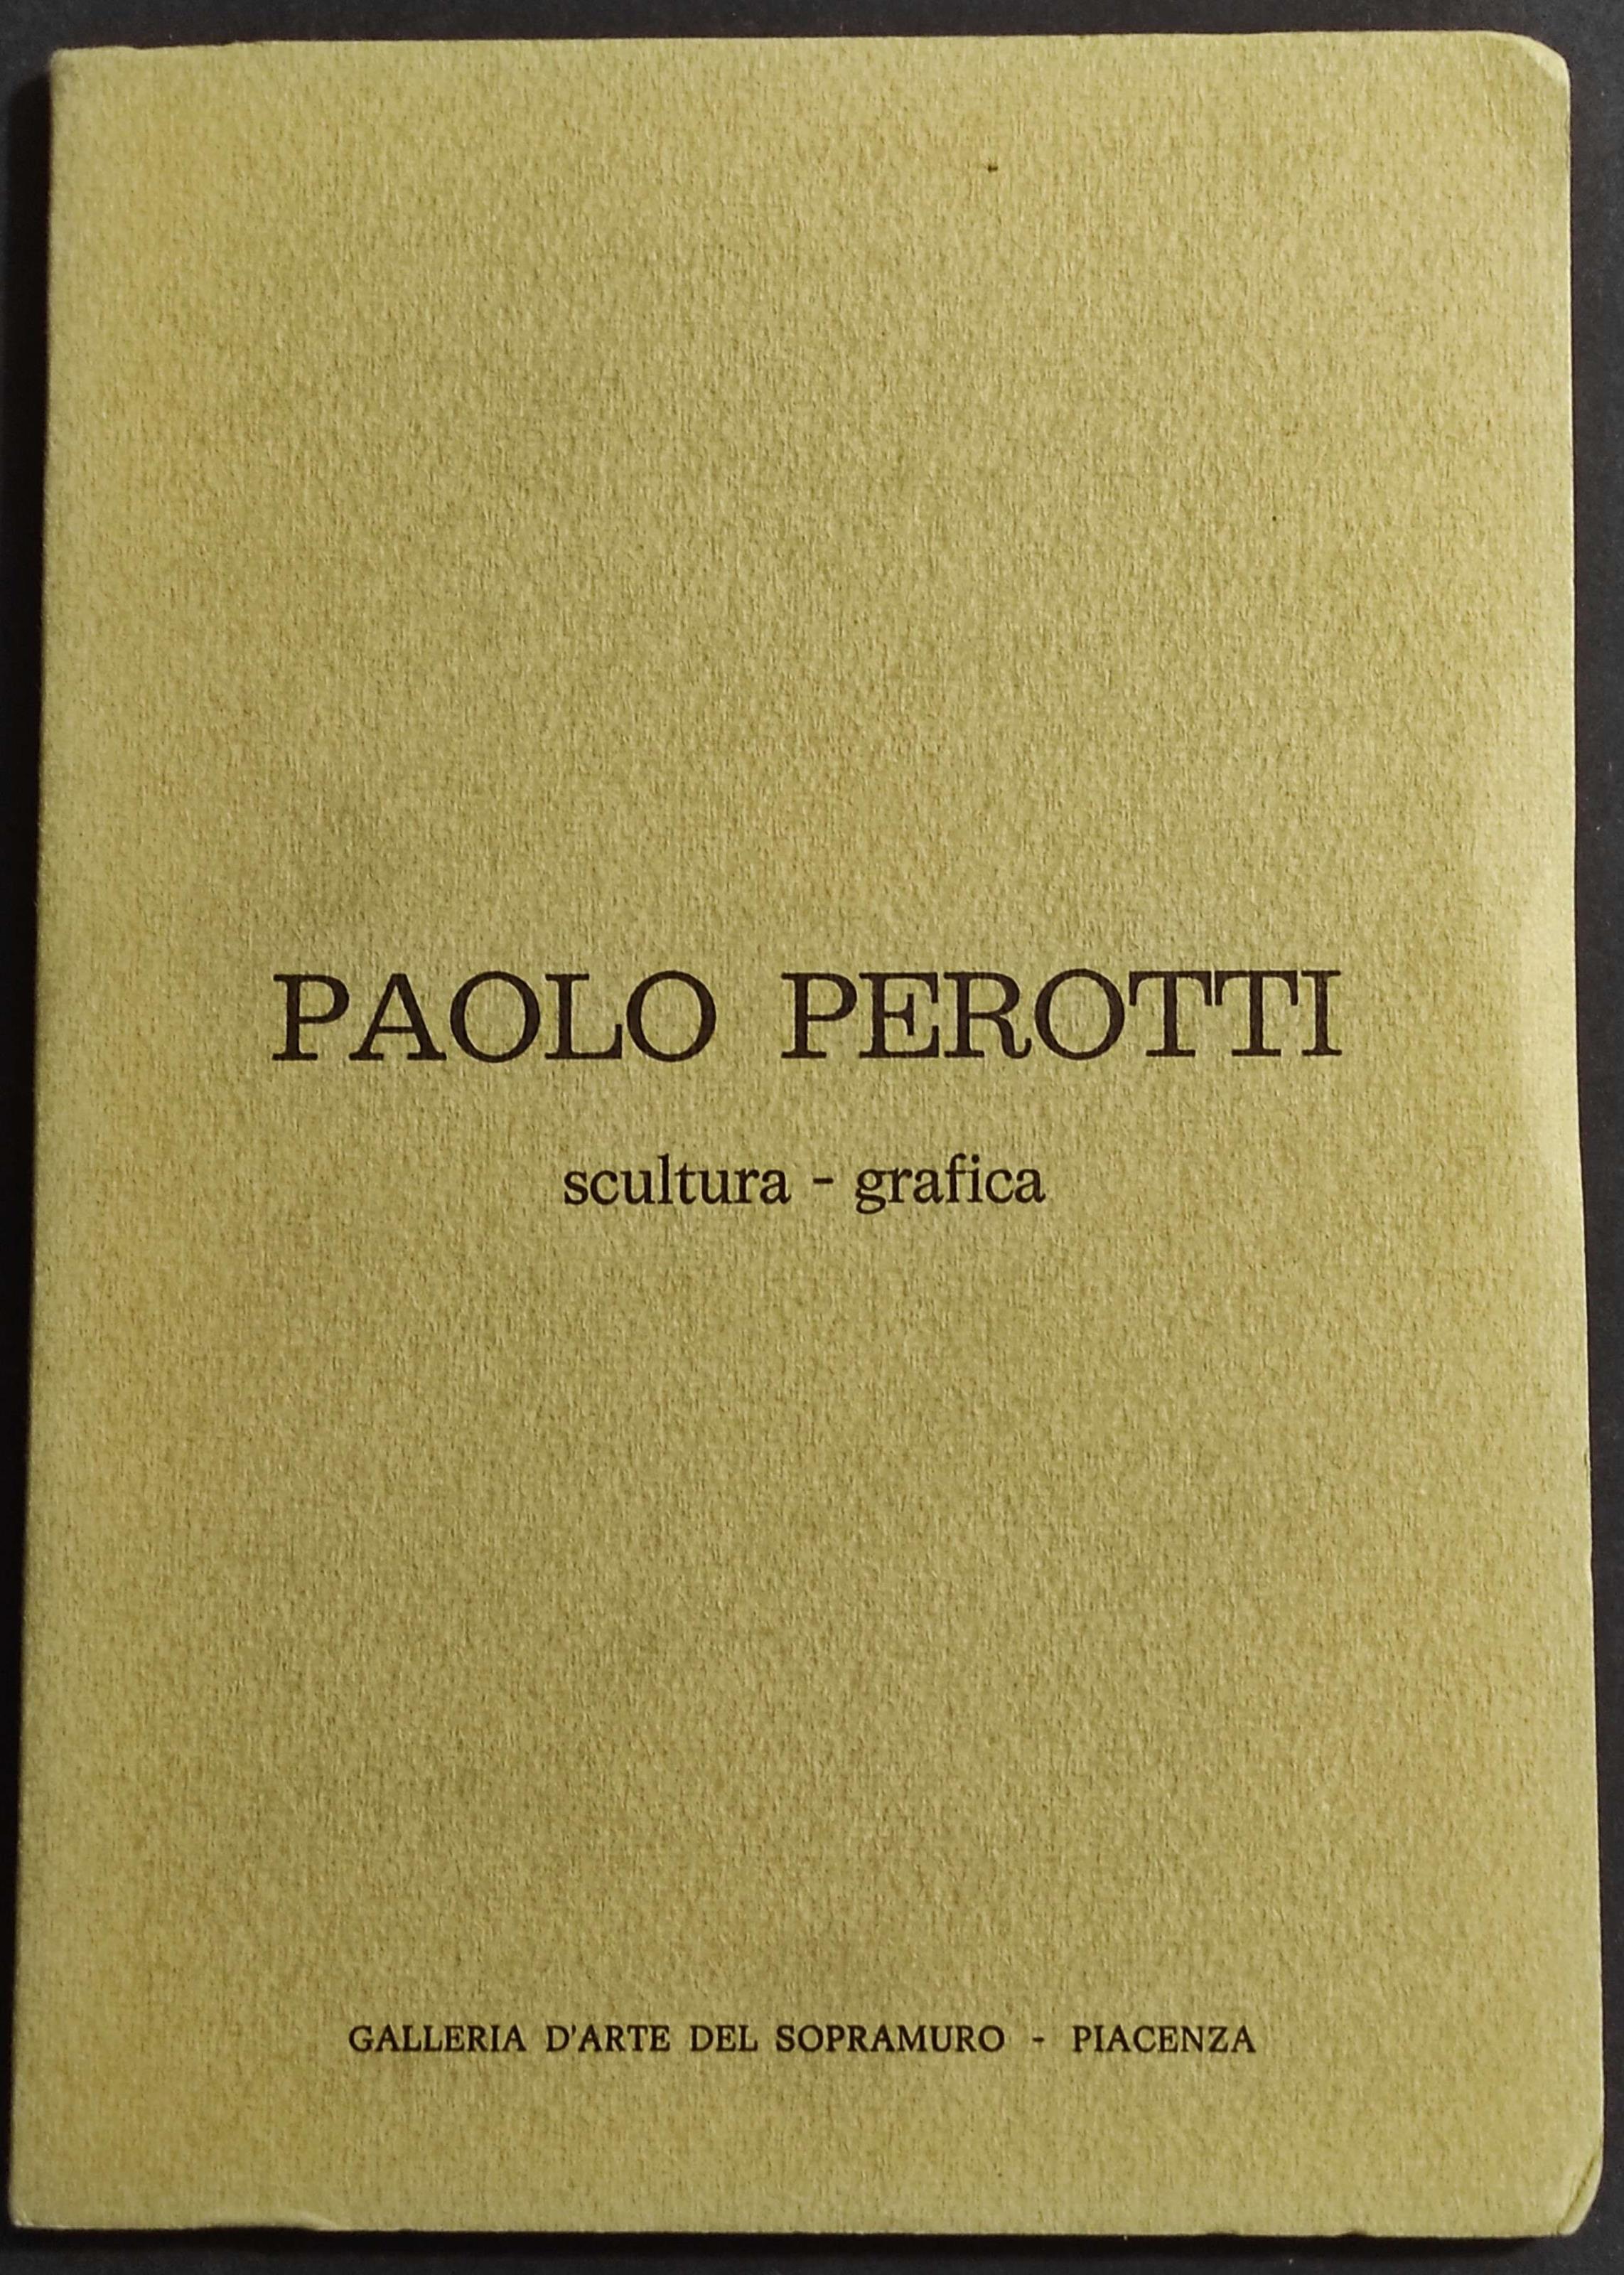 PAOLO PEROTTI
scultura - grafica
GALLERIA D'ARTE DEL SOPRAMURO - PIACENZA